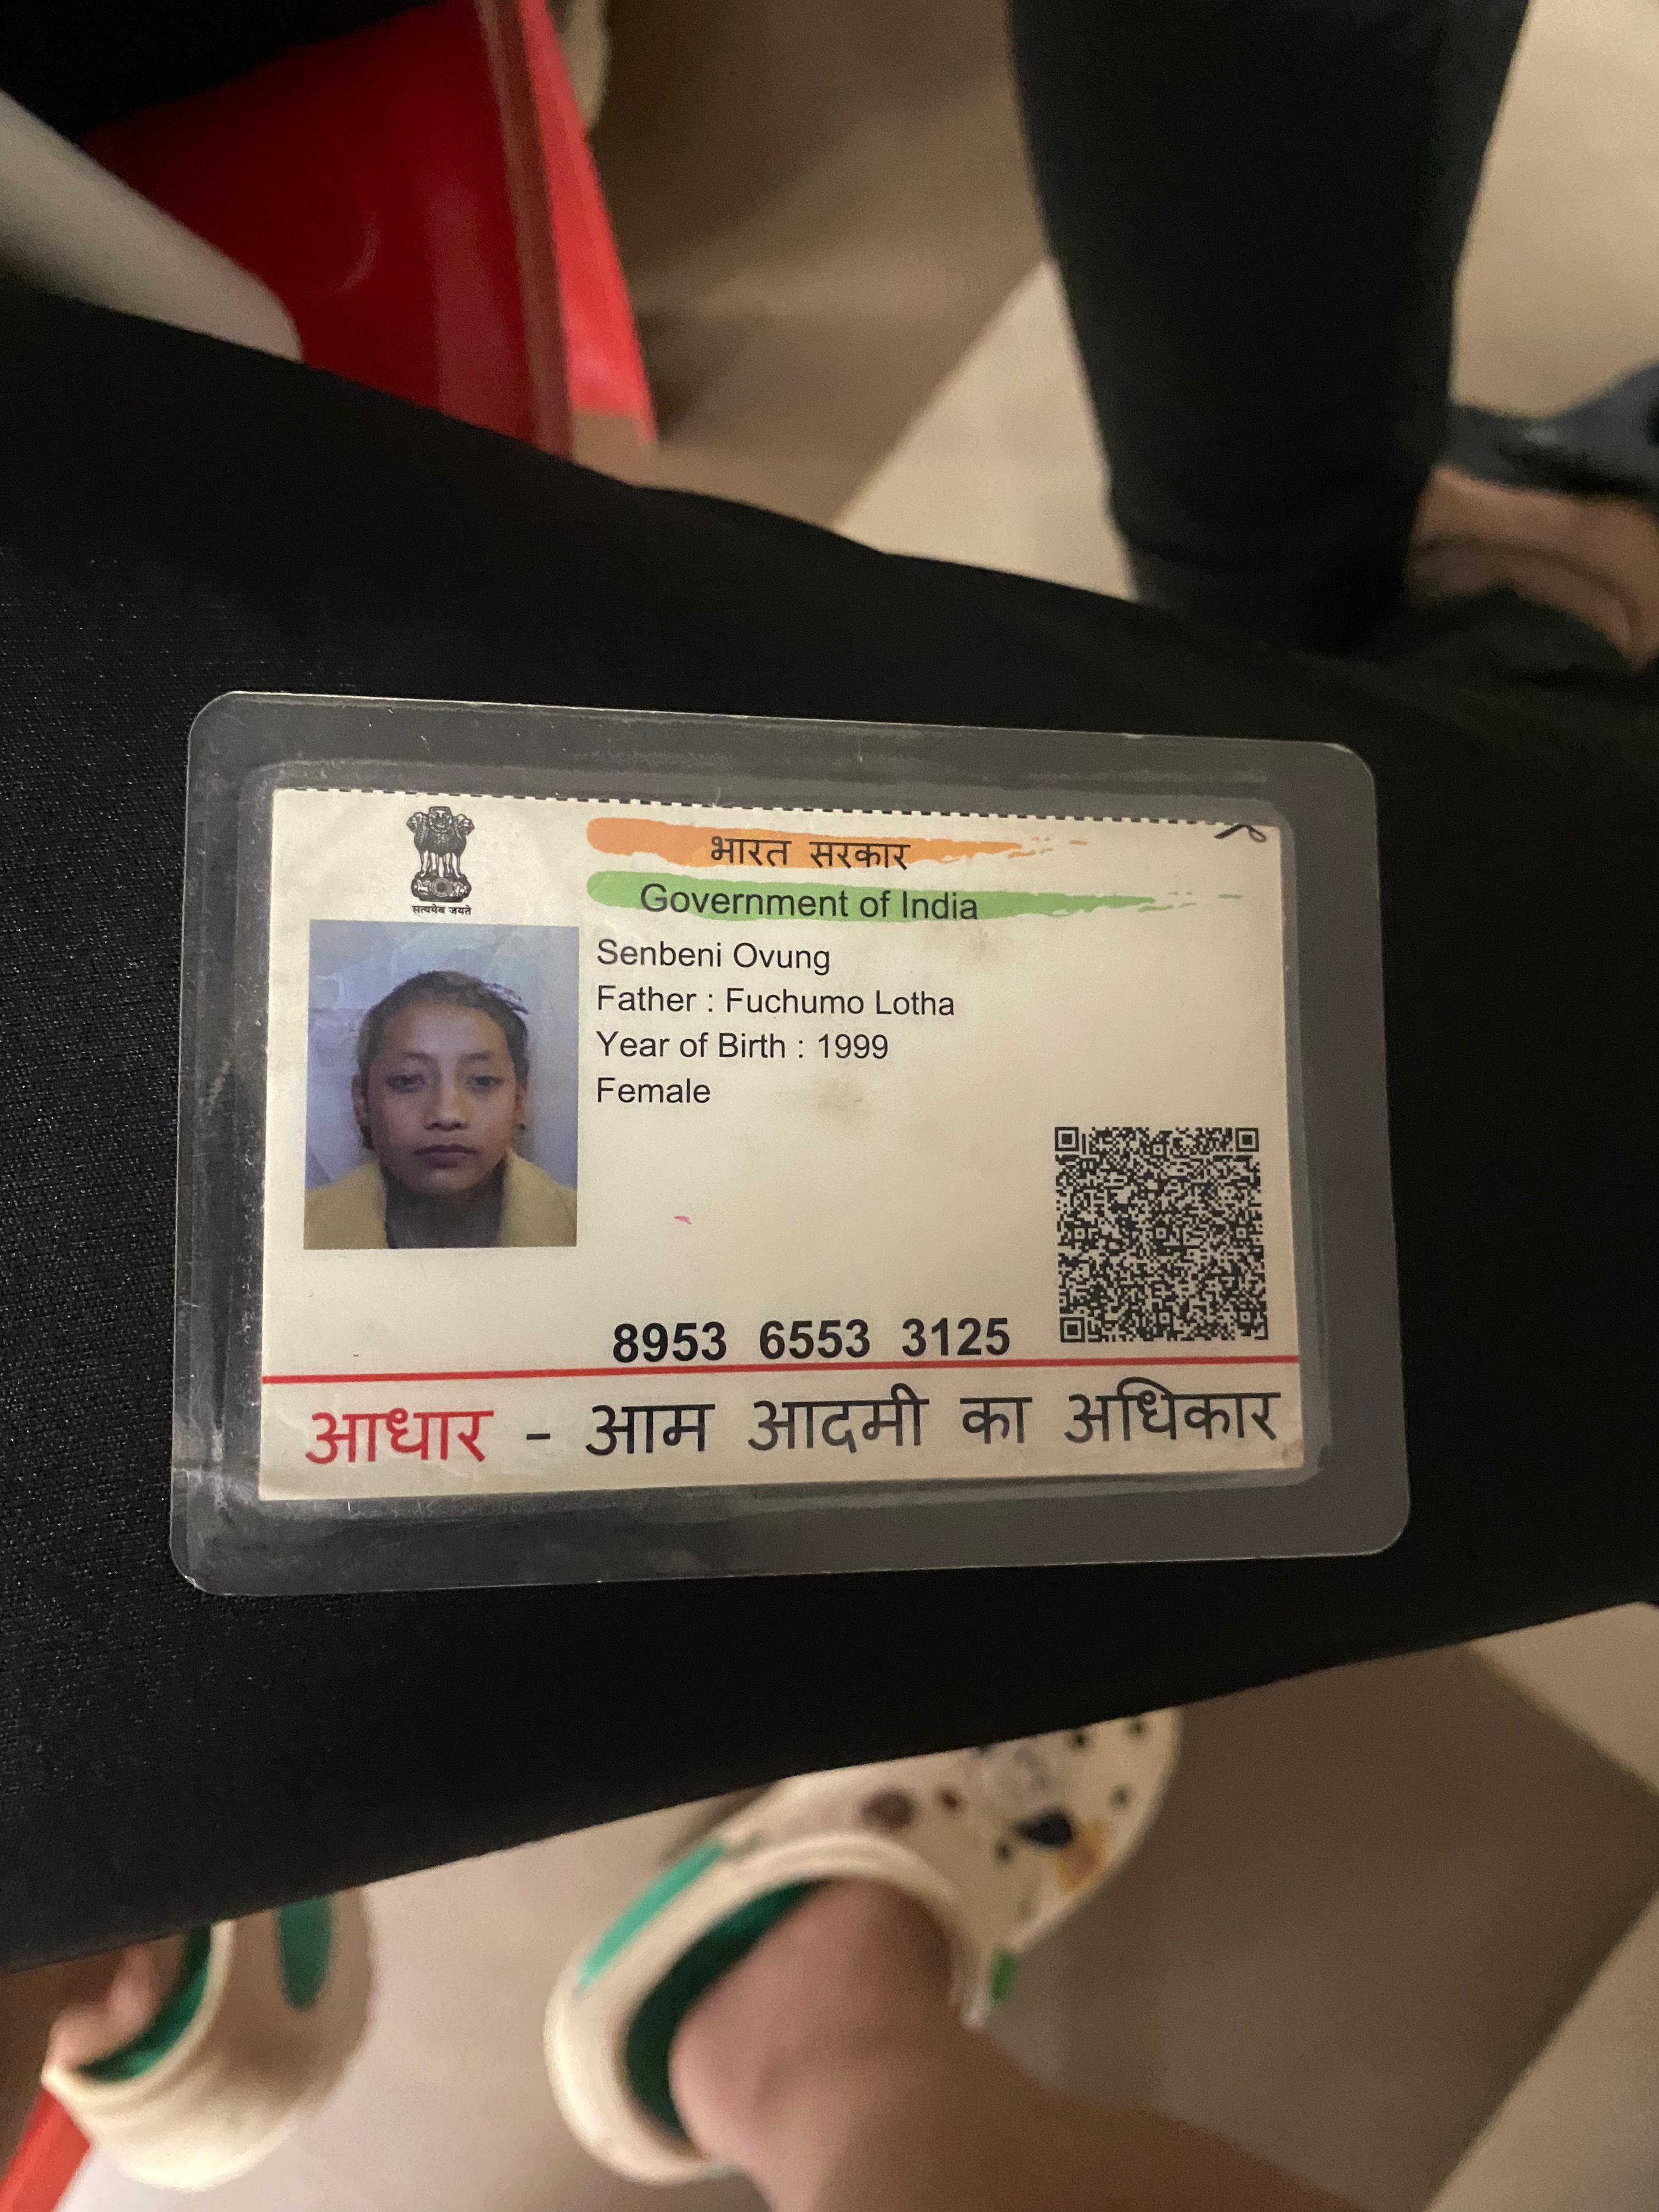 सत्यमेव जयते
भारत सरकार
Government of India
Senbeni Ovung
Father : Fuchumo Lotha
Year of Birth : 1999
Female
8953 6553 3125
आधार - आम आदमी का अधिकार